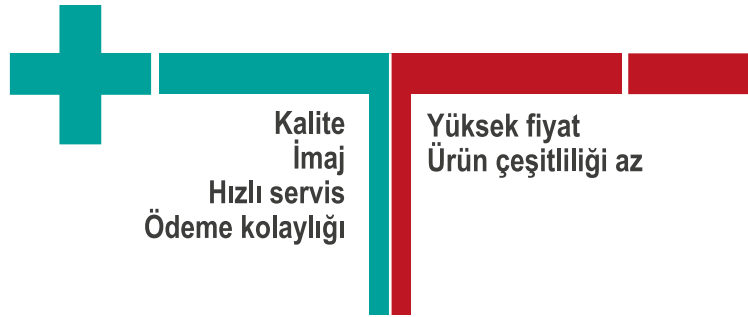 Kalite
İmaj
Hızlı servis
Ödeme kolaylığı
Yüksek fiyat
Ürün çeşitliliği az